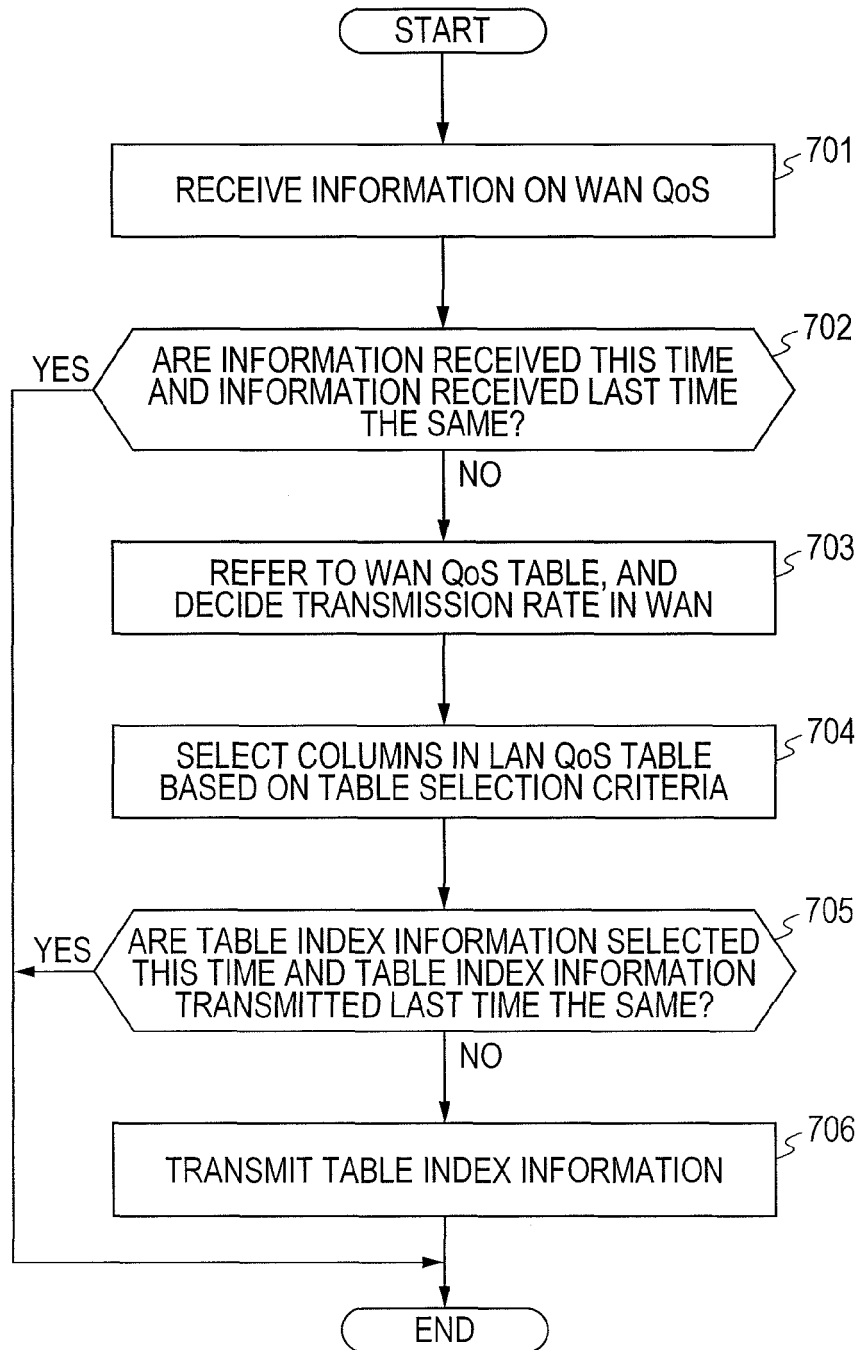 START
701
RECEIVE INFORMATION ON WAN QoS
702
YES
ARE INFORMATION RECEIVED THIS TIME
AND INFORMATION RECEIVED LAST TIME
THE SAME?
NO
703
REFER TO WAN QoS TABLE, AND
DECIDE TRANSMISSION RATE IN WAN
704
SELECT COLUMNS IN LAN QoS TABLE
BASED ON TABLE SELECTION CRITERIA
705
YES
ARE TABLE INDEX INFORMATION SELECTED
THIS TIME AND TABLE INDEX INFORMATION
TRANSMITTED LAST TIME THE SAME?
NO
706
TRANSMIT TABLE INDEX INFORMATION
END